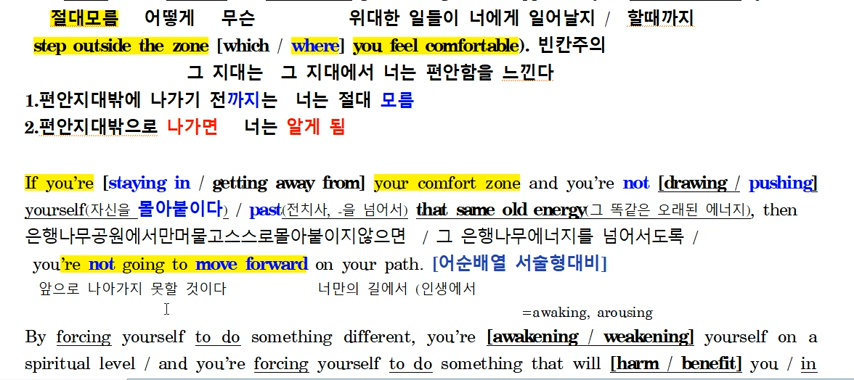 절대모름 어떻게 무슨 위대한 일들이 너에게 일어날지 / 할때까지
step outside the zone [which / where] you feel comfortable). 빈칸주의
그 지대는 그 지대에서 너는 편안함을 느낀다
1.편안지대밖에 나가기 전까지는 너는 절대 모름
2.편안지대밖으로 나가면 너는 알게 됨
If you're [staying in / getting away from] your comfort zone and you're not [drawing / pushing]
yourself(자신을 몰아붙이다) / past(전치사, ~을 넘어서) that same old energy(그 똑같은 오래된 에너지), then
은행나무공원에서만머물고스스로몰아붙이지않으면 / 그 은행나무에너지를 넘어서도록 /
you're not going to move forward on your path. [어순배열 서술형대비]
앞으로 나아가지 못할 것이다 너만의 길에서 (인생에서
=awaking, arousing
By forcing yourself to do something different, you're [awakening / weakening] yourself on a
spiritual level / and you're forcing yourself to do something that will [harm / benefit] you / in